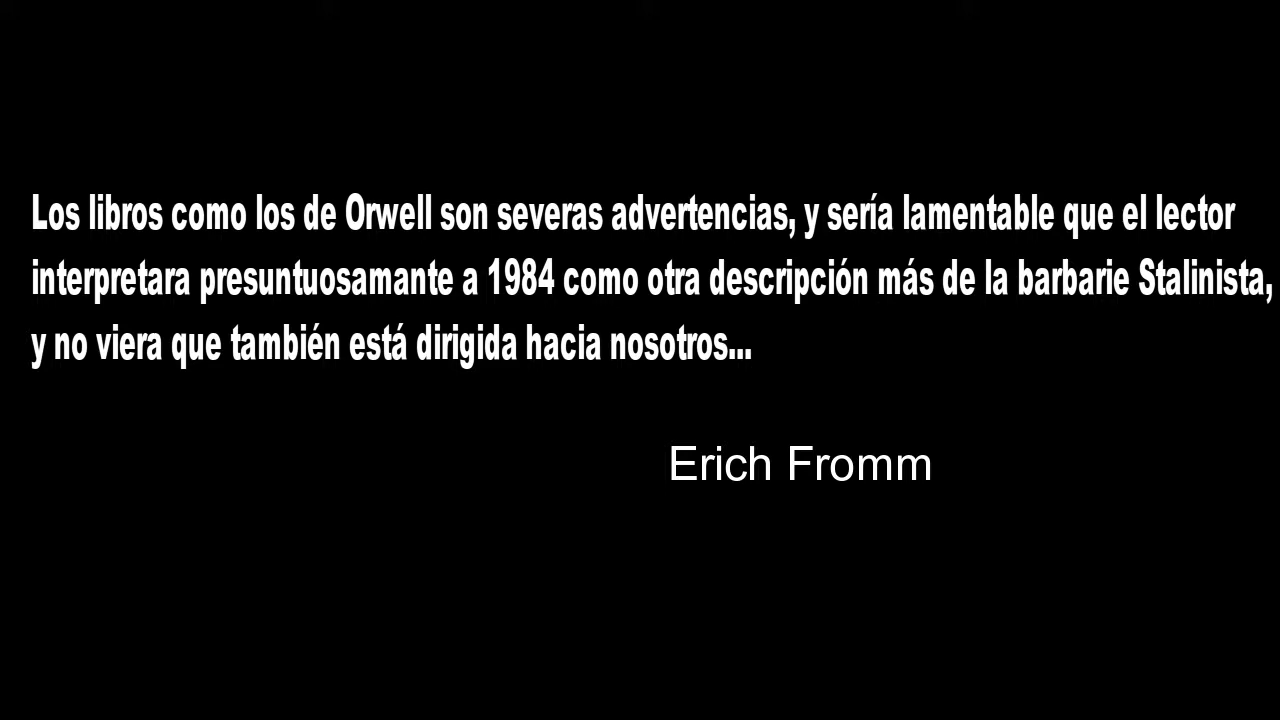 Los libros como los de Orwell son severas advertencias, y sería lamentable que el lector
interpretara presuntuosamante a 1984 como otra descripción más de la barbarie Stalinista,
y no viera que también está dirigida hacia nosotros...
Erich Fromm